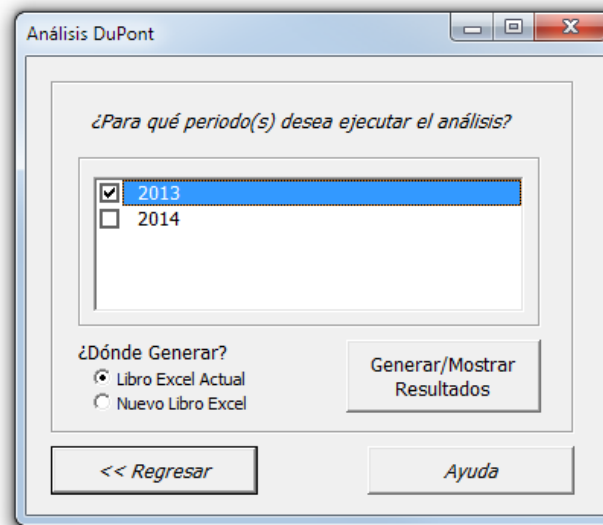 Análisis DuPont
¿Para qué periodo(s) desea ejecutar el análisis?
2013
2014
¿Dónde Generar?
Libro Excel Actual
Nuevo Libro Excel
Generar/Mostrar
Resultados
<< Regresar
Ayuda